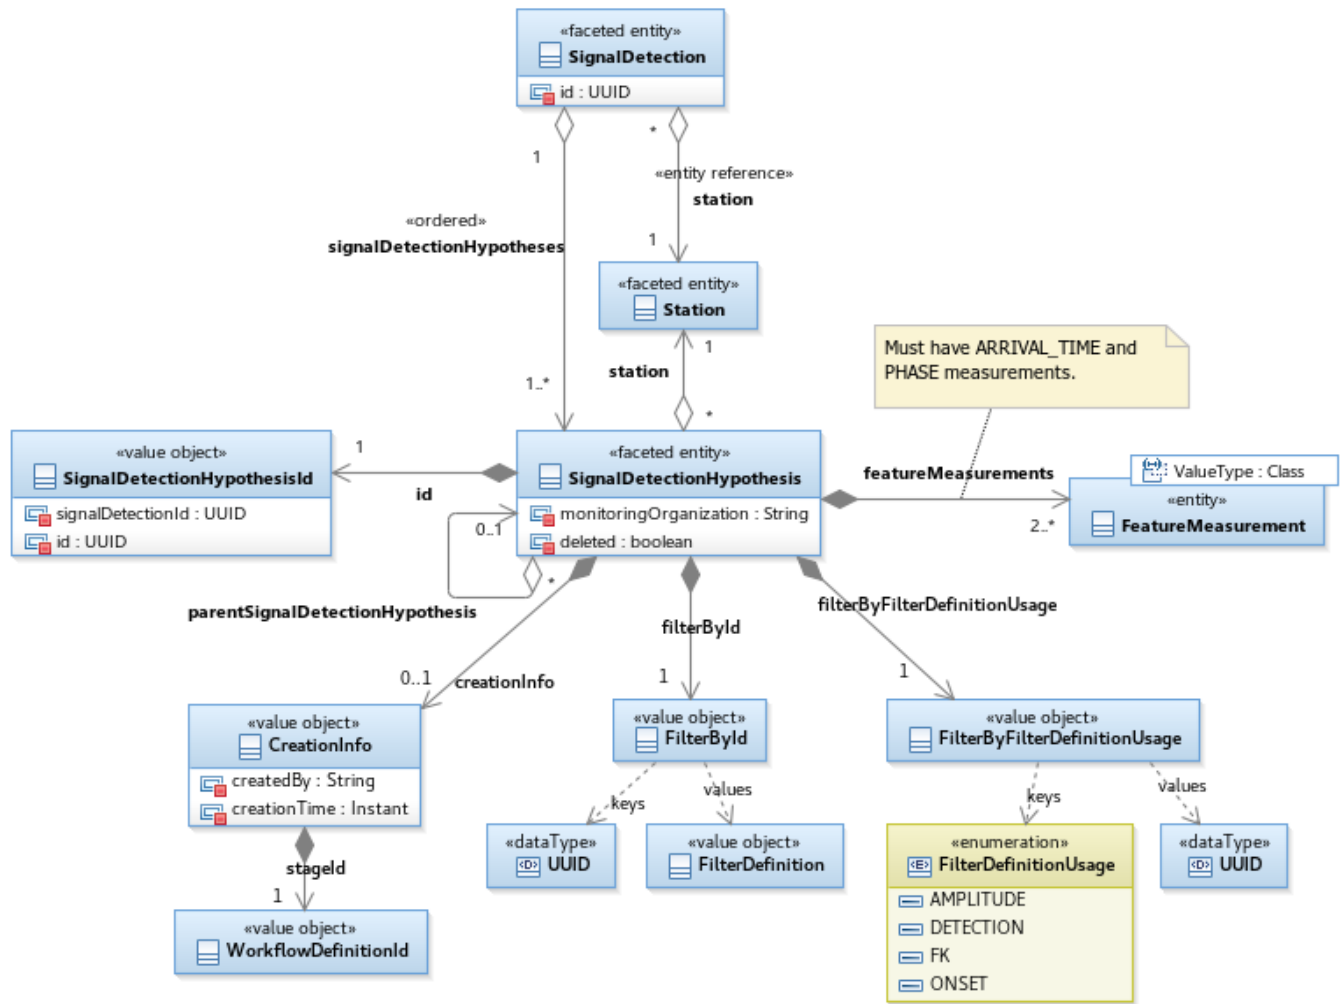 «faceted entity»
SignalDetection
id : UUID
1
*
«entity reference»
station
«ordered»
signalDetectionHypotheses
1
«faceted entity»
Station
1
station
*
1..*
Must have ARRIVAL_TIME and
PHASE measurements.
«value object»
SignalDetectionHypothesisId
signalDetectionId : UUID
id : UUID
1
id
«faceted entity»
SignalDetectionHypothesis
monitoringOrganization : String
deleted : boolean
featureMeasurements
2..*
ValueType : Class
«entity»
FeatureMeasurement
0..1
*
parentSignalDetectionHypothesis
filterById
filterByFilterDefinitionUsage
0..1
creationInfo
1
1
«value object»
CreationInfo
createdBy : String
creationTime : Instant
«value object»
FilterById
«value object»
FilterByFilterDefinitionUsage
keys
values
keys
values
stageId
1
«dataType»
<D> UUID
«value object»
FilterDefinition
«enumeration»
<E> FilterDefinitionUsage
AMPLITUDE
DETECTION
FK
ONSET
«dataType»
<D> UUID
«value object»
WorkflowDefinitionId